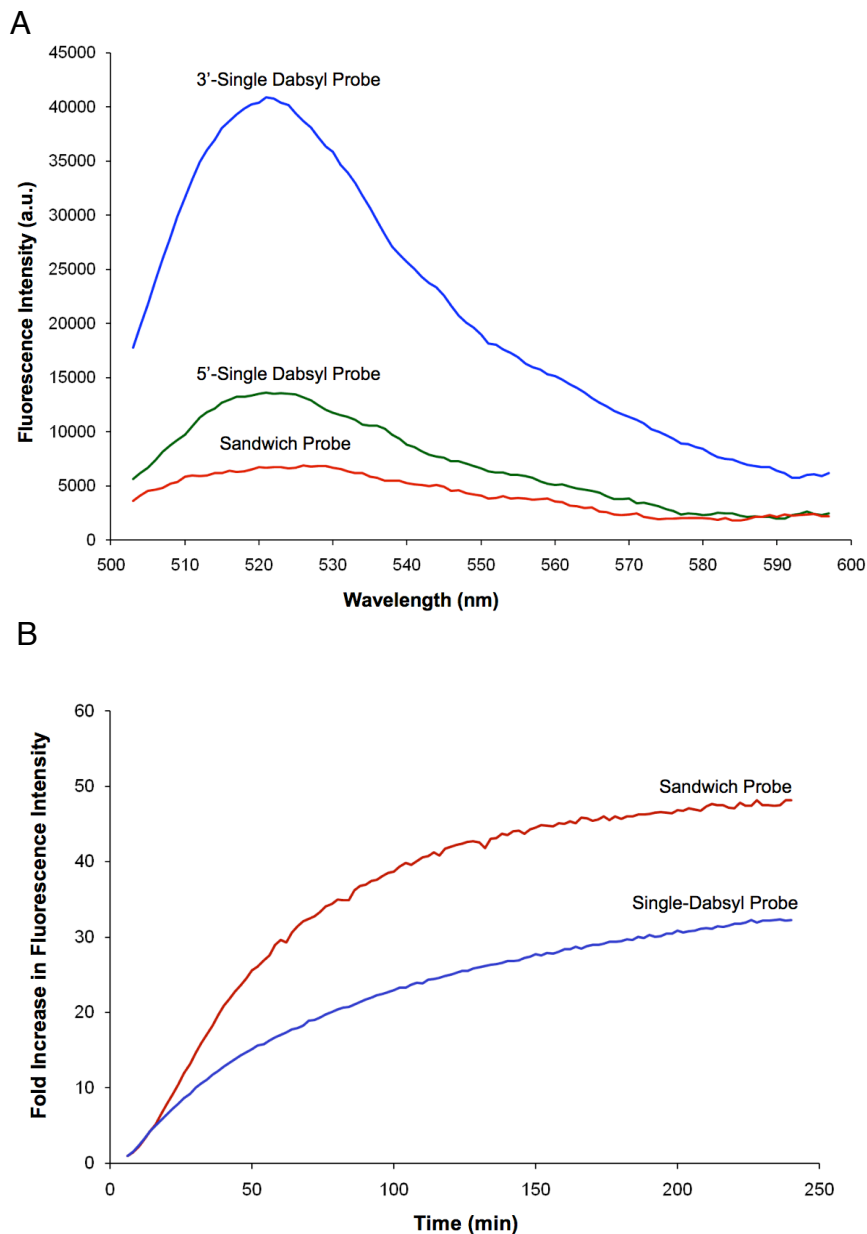 A
45000
40000
35000
30000
25000
20000
15000
10000
5000
0
3’-Single Dabsyl Probe
5’-Single Dabsyl Probe
Sandwich Probe
Fluorescence Intensity (a.u.)
500 510 520 530 540 550 560 570 580 590 600
Wavelength (nm)
B
60
50
40
30
20
10
0
Sandwich Probe
Single-Dabsyl Probe
Fold Increase in Fluorescence Intensity
0 50 100 150 200 250
Time (min)